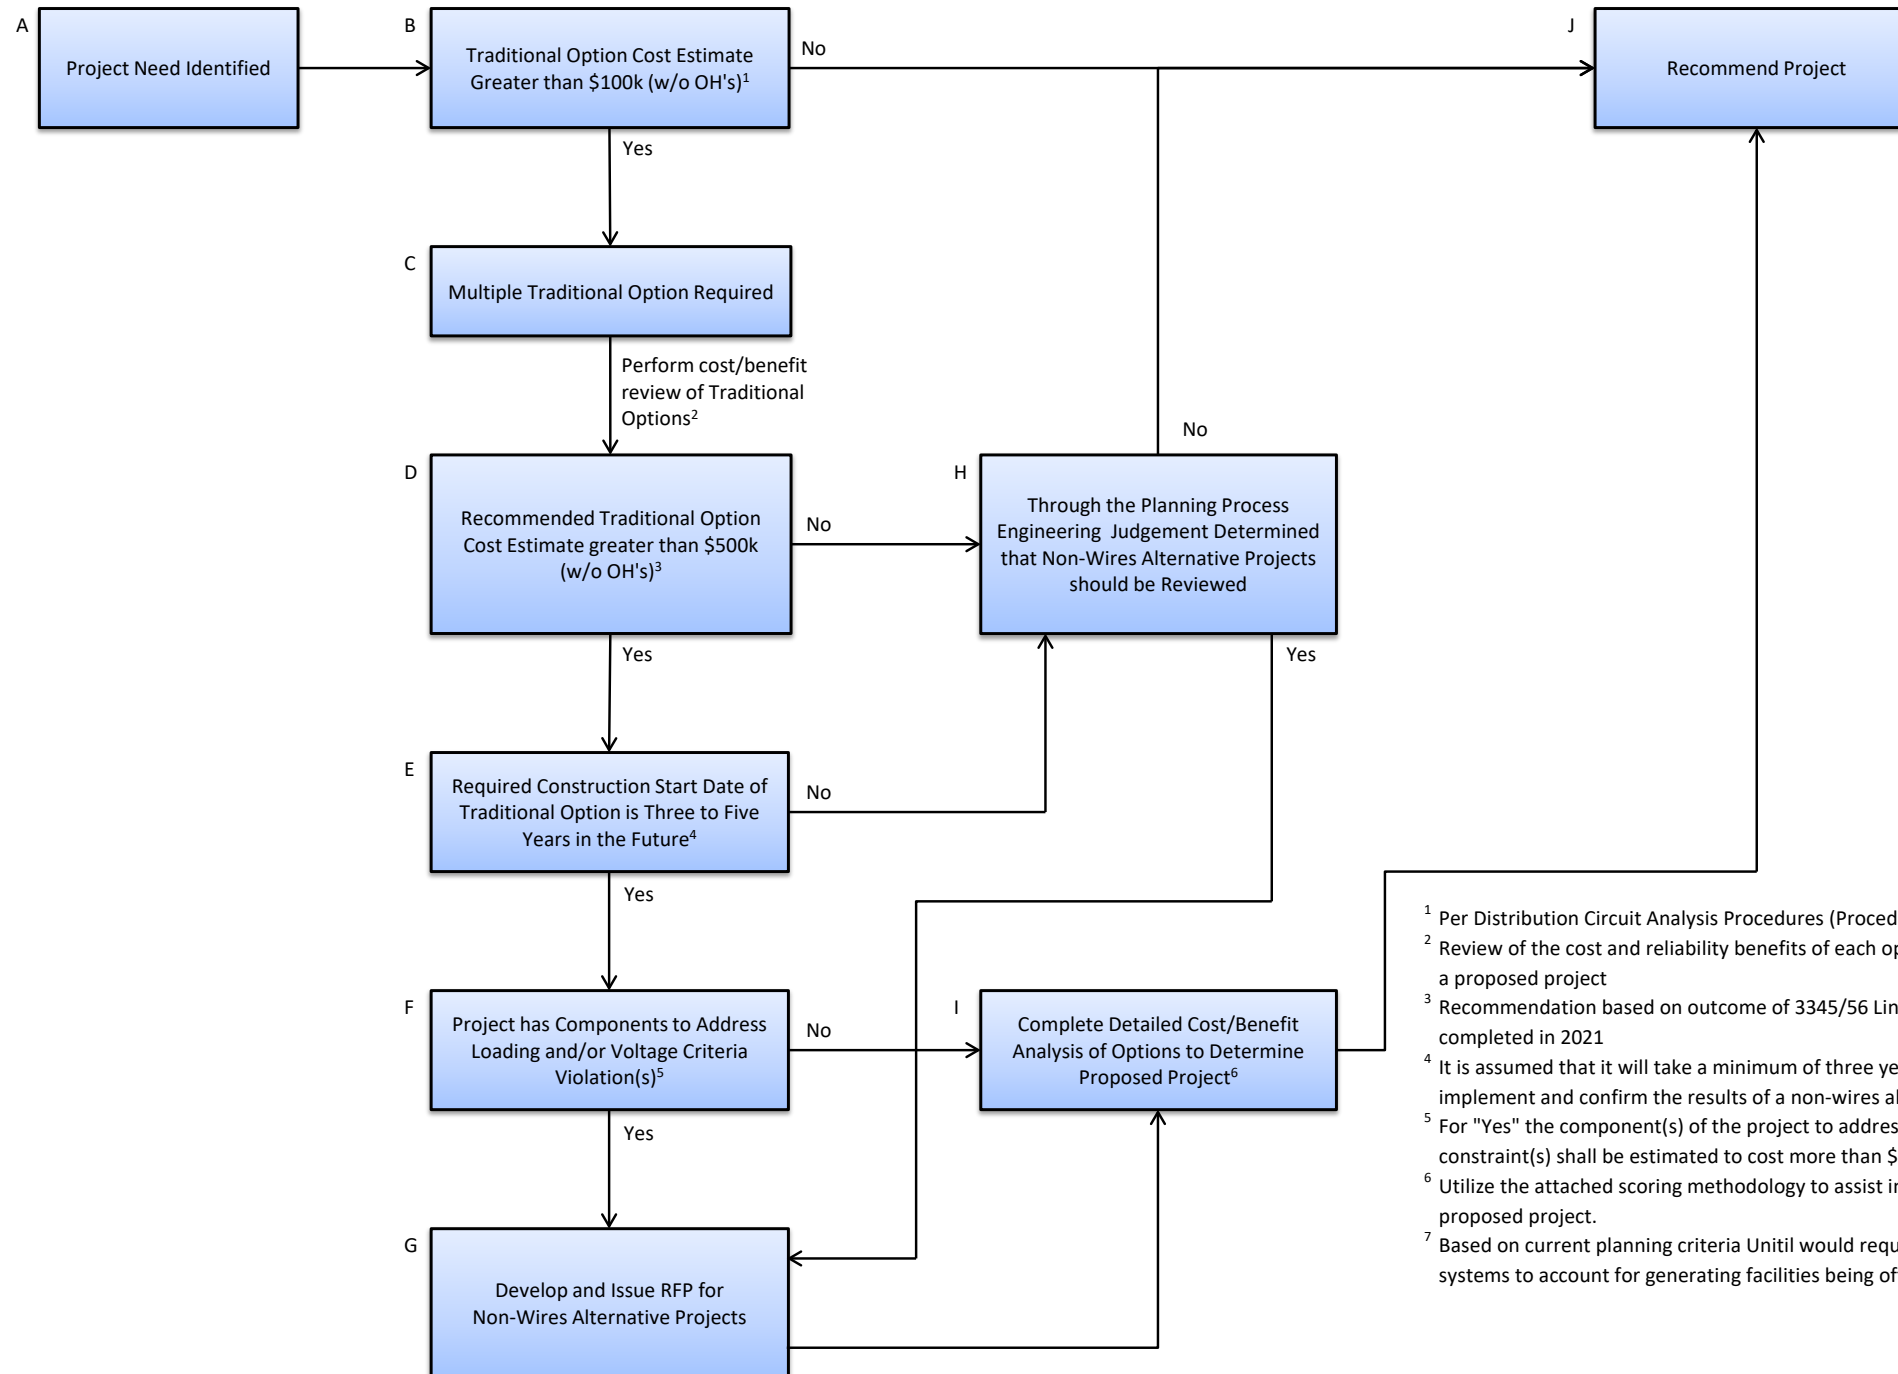 A
Project Need Identified
B
Traditional Option Cost Estimate
Greater than $100k (w/o OH's)1
No
J
Recommend Project
Yes
C
Multiple Traditional Option Required
Perform cost/benefit
review of Traditional
Options2
D
Recommended Traditional Option
Cost Estimate greater than $500k
(w/o OH's)3
No
H
Through the Planning Process
Engineering Judgement Determined
that Non-Wires Alternative Projects
should be Reviewed
No
Yes
Yes
E
Required Construction Start Date of
Traditional Option is Three to Five
Years in the Future4
No
Yes
F
Project has Components to Address
Loading and/or Voltage Criteria
Violation(s)5
No
I
Complete Detailed Cost/Benefit
Analysis of Options to Determine
Proposed Project6
Yes
G
Develop and Issue RFP for
Non-Wires Alternative Projects
1 Per Distribution Circuit Analysis Procedures
2 Review of the cost and reliability benefits of each
a proposed project
3 Recommendation based on outcome of 3345/56
completed in 2021
4 It is assumed that it will take a minimum of three
implement and confirm the results of a non-wires
5 For "Yes" the component(s) of the project to
constraint(s) shall be estimated to cost more than
6 Utilize the attached scoring methodology to assist
proposed project.
7 Based on current planning criteria Unitil would
systems to account for generating facilities being